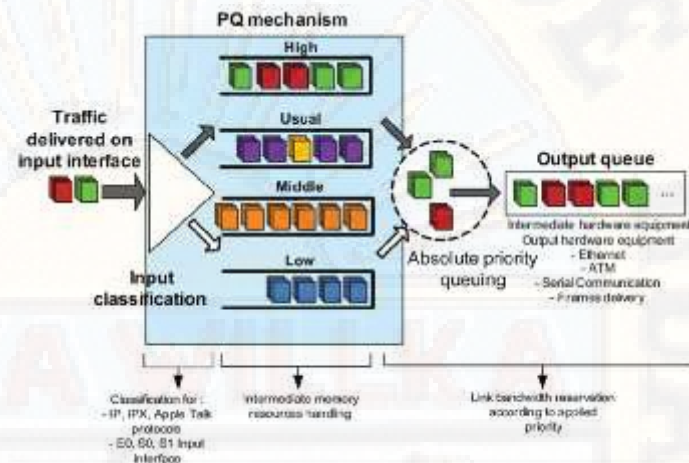 PQ mechanism
High
Usual
Middle
Low
Traffic
delivered on
input interface
Input
classification
Absolute priority
queuing
Output queue
...
Intermediate hardware equipment
Output hardware equipment
- Ethernet
- ATM
- Serial Communication
- Frames delivery
Classification for :
- IP, IPX, Apple Talk
protocols
- E0, S0, S1 Input
Interface
Intermediate memory
resources handling
Link bandwidth reservation
according to applied
priority